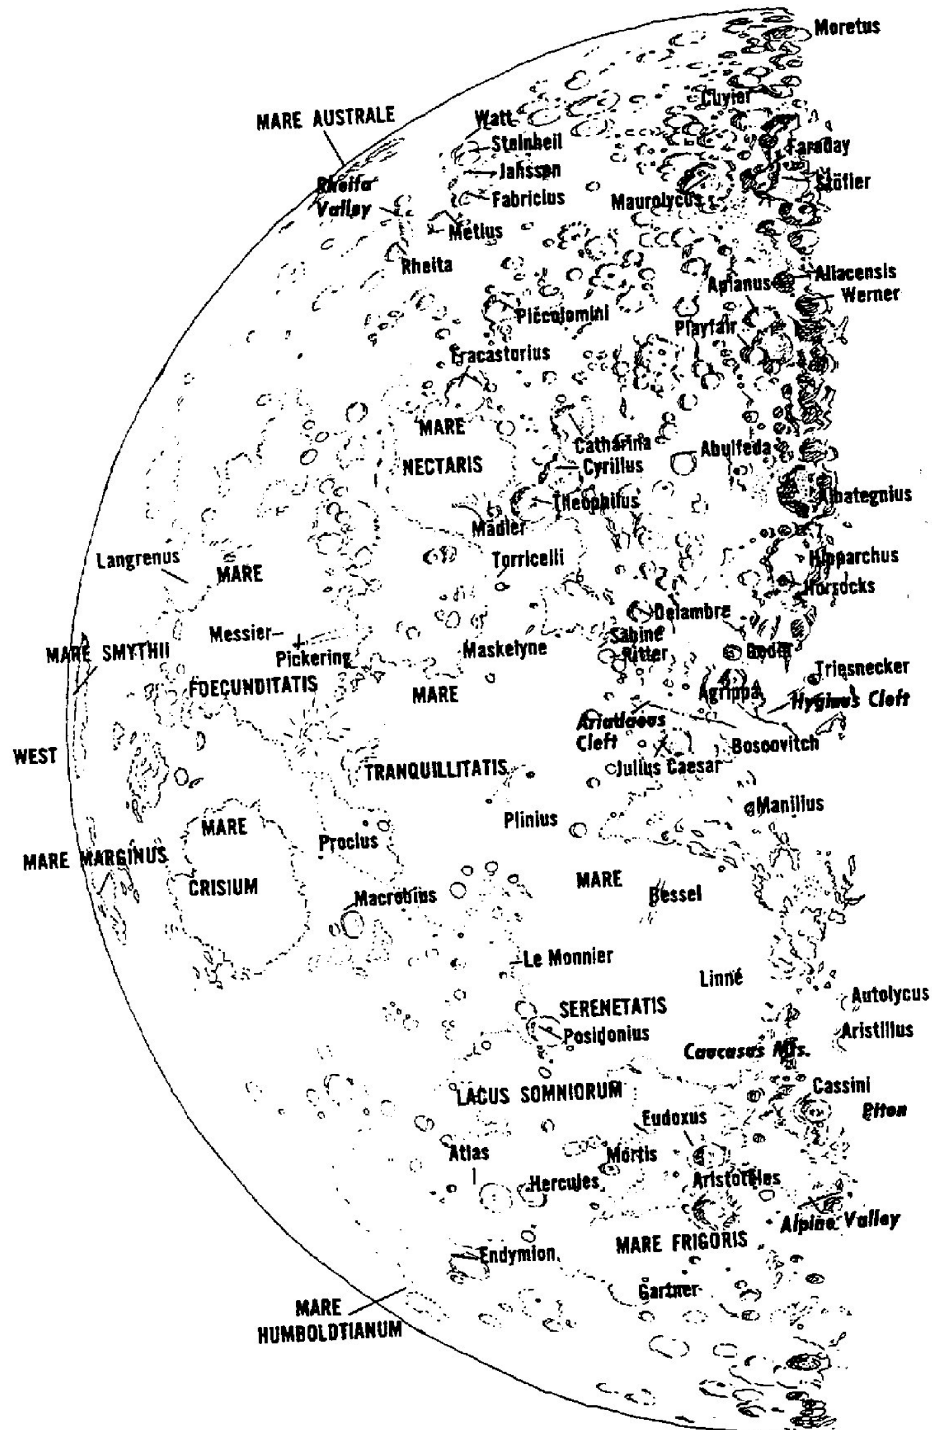 Moretus
Cuvier
MARE AUSTRALE
Watt
Steinheil
Faraday
Janssen
Stöfler
Rheita
Valley
Fabricius
Maurolycus
Metius
Rheita
Aliacensis
Apianus
Werner
Piccolomini
Playfair
Fracastorius
MARE
Catharina
Abulfeda
NECTARIS
Cyrillus
Theophilus
Albategnius
Mädler
Langrenus
Torricelli
Hipparchus
MARE
Horsocks
Delambre
Messier
Sabine
MARE SMYTHII
Pickering
Maskelyne
Ritter
Godin
Triesnecker
FOECUNDITATIS
MARE
Agrippa
Hyginus Cleft
Ariadaeus
Cleft
Boscovitch
WEST
TRANQUILLITATIS
Julius Caesar
Manilius
Plinius
MARE
Proclus
MARE MARGINUS
CRISIUM
MARE
Bessel
Macrobius
Le Monnier
Linné
Autolycus
SERENETATIS
Posidonius
Aristillus
Caucasus Mts.
Cassini
LACUS SOMNIORUM
Piton
Eudoxus
Atlas
Mortis
Hercules
Aristoteles
Alpine Valley
MARE FRIGORIS
Endymion
Gartner
MARE
HUMBOLDTIANUM